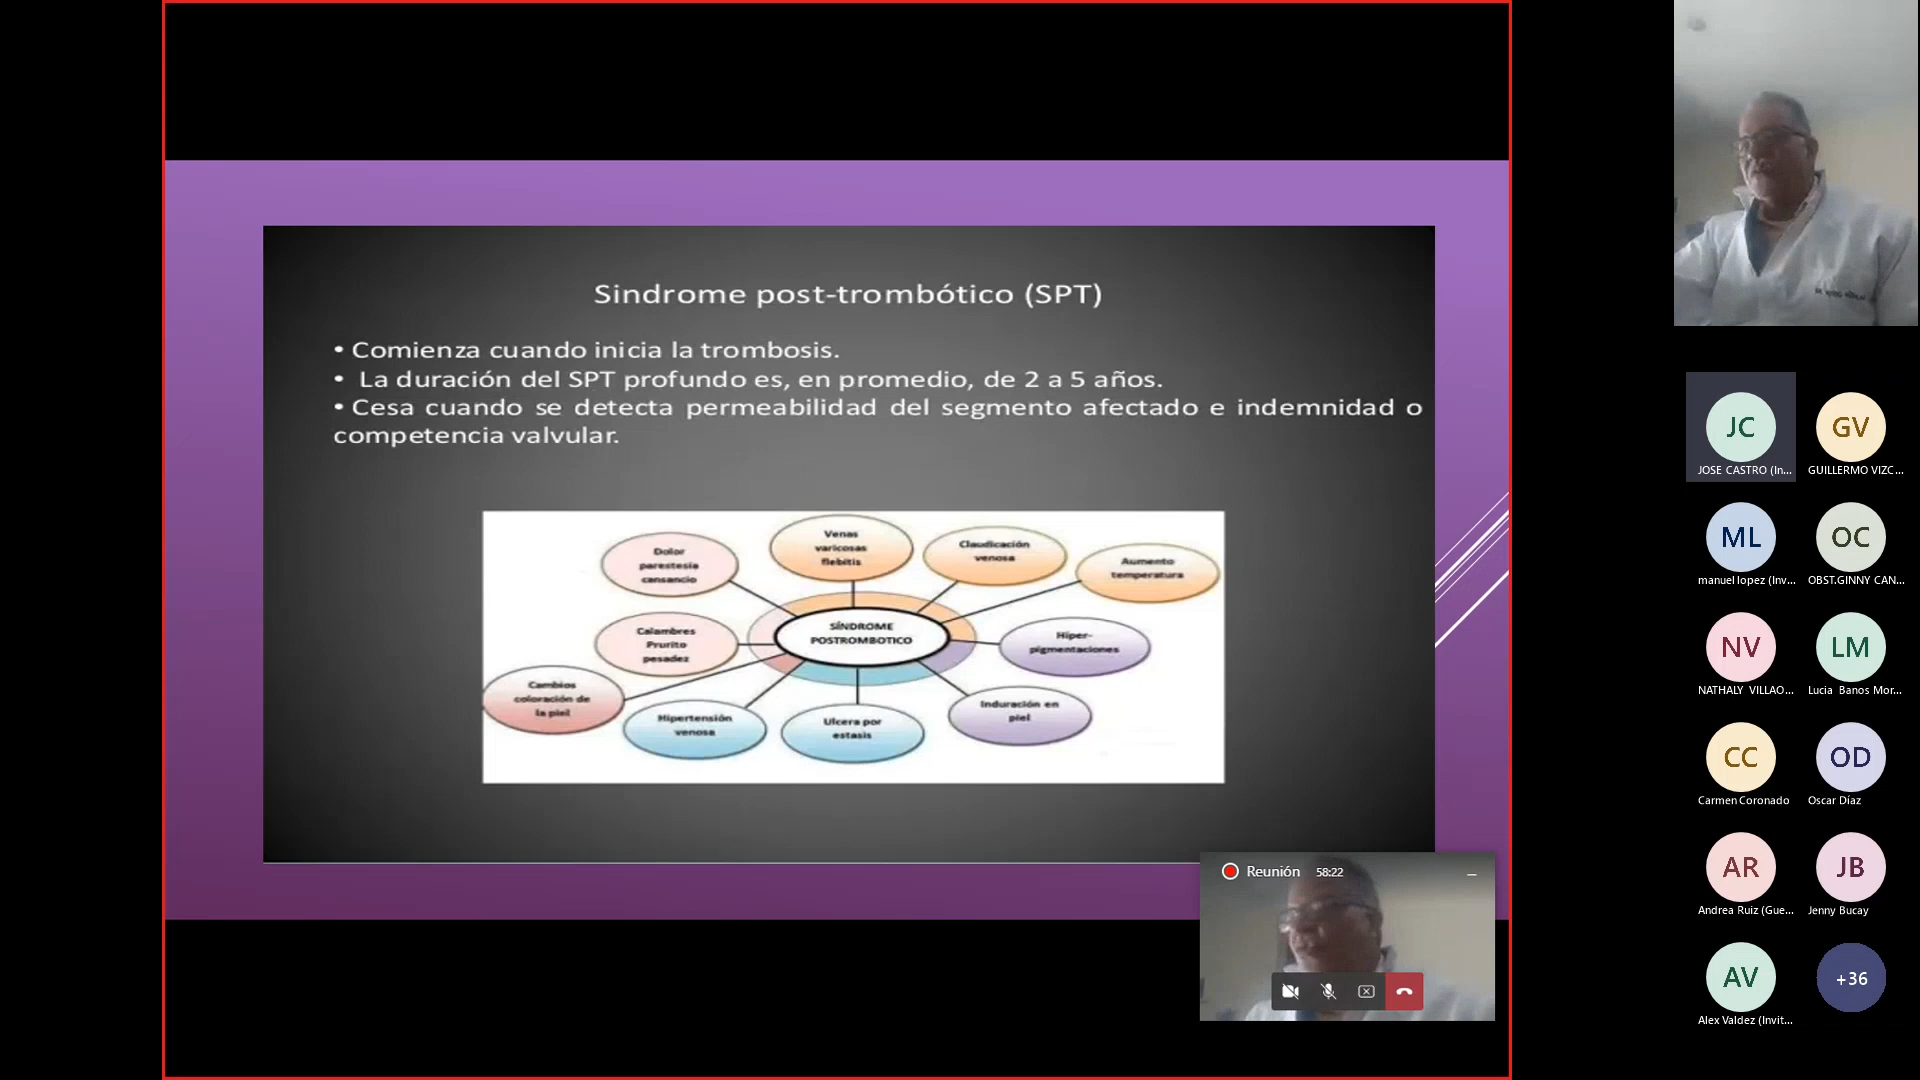 Sindrome post-trombótico (SPT)
• Comienza cuando inicia la trombosis.
• La duración del SPT profundo es, en promedio, de 2 a 5 años.
• Cesa cuando se detecta permeabilidad del segmento afectado e indemnidad o
competencia valvular.
Dolor
parestesia
cansancio
Venas
varicosas
flebitis
Claudicación
venosa
Aumento
temperatura
SÍNDROME
POSTROMBOTICO
Calambres
Prurito
pesadez
Hiper-
pigmentaciones
Cambios
coloración de
la piel
Hipertensión
venosa
Ulcera por
estasis
Induración en
piel
Reunión 58:22
JC
JOSE CASTRO (In...
GV
GUILLERMO VIZC...
ML
manuel lopez (Inv...
OC
OBST.GINNY CAN...
NV
NATHALY VILLAO...
LM
Lucia Banos Mor...
CC
Carmen Coronado
OD
Oscar Díaz
AR
Andrea Ruiz (Gue...
JB
Jenny Bucay
AV
Alex Valdez (Invit...
+36